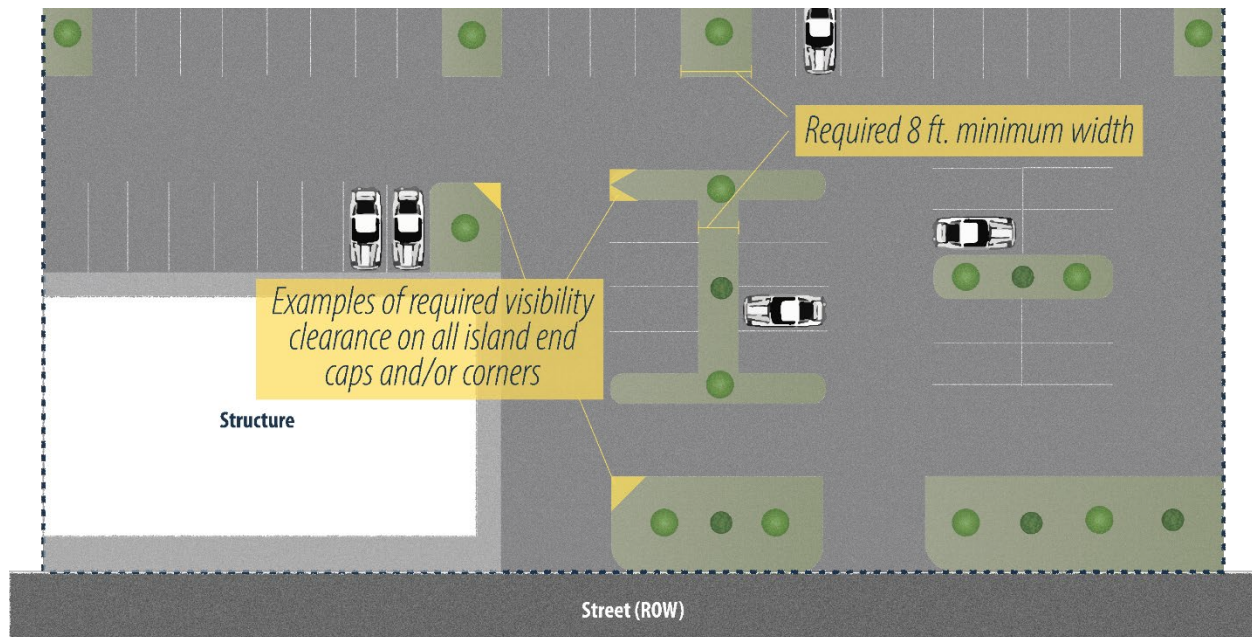 Required 8 ft. minimum width
Examples of required visibility
clearance on all island end
caps and/or corners
Structure
Street (ROW)